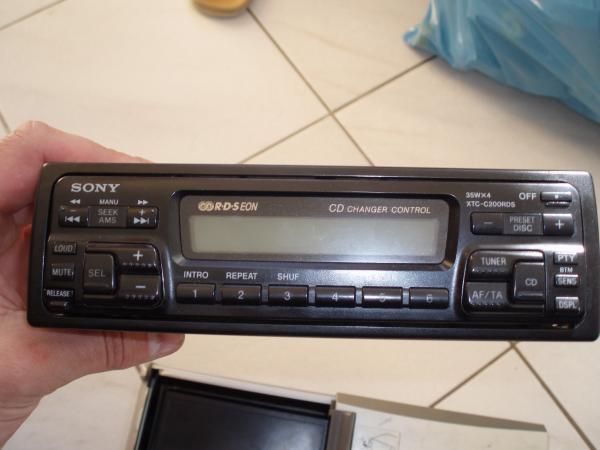 SONY
MANU
SEEK
AMS
LOUD
MUTE
RELEASE
SEL
+
−
R·D·S EON
CD CHANGER CONTROL
INTRO REPEAT SHUF
1 2 3 4 5 6
35W×4
XTC-C200RDS
OFF
− PRESET +
DISC
TUNER
CD
AF/TA
PTY
BTM
SENS
DSPL